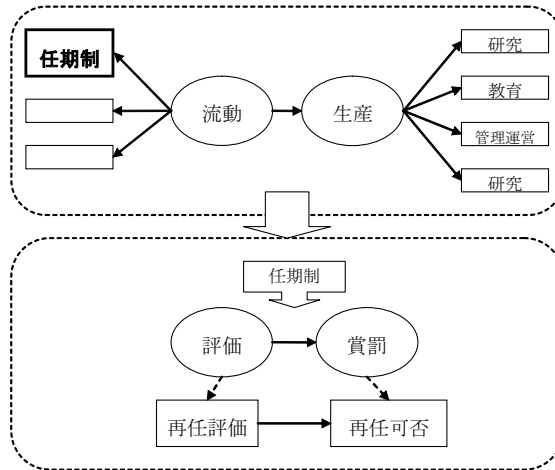 任期制
流動
生産
研究
教育
管理運営
研究
任期制
評価
賞罰
再任評価
再任可否